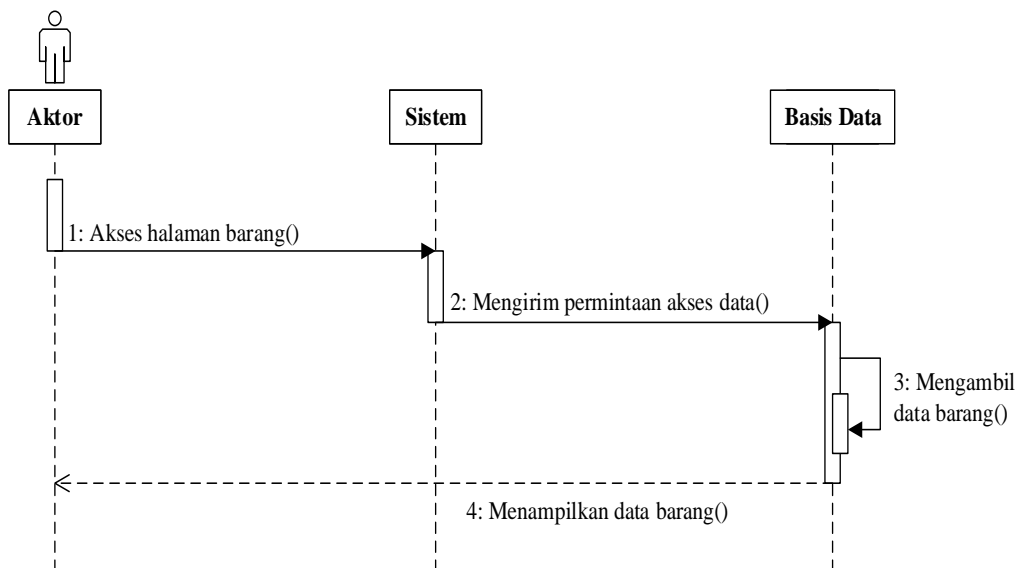 Aktor
Sistem
Basis Data
1: Akses halaman barang()
2: Mengirim permintaan akses data()
3: Mengambil
data barang()
4: Menampilkan data barang()